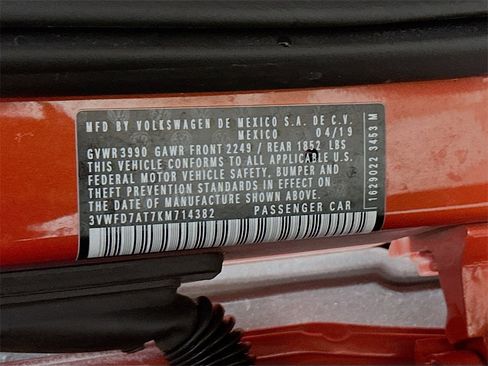 MFD BY VOLKSWAGEN DE MEXICO S.A. DE C.V.
MEXICO 04/19
GVWR 3990 GAWR FRONT 2249 / REAR 1852 LBS
THIS VEHICLE CONFORMS TO ALL APPLICABLE U.S.
FEDERAL MOTOR VEHICLE SAFETY, BUMPER AND
THEFT PREVENTION STANDARDS IN EFFECT ON
THE DATE OF MANUFACTURE SHOWN ABOVE.
3VWFD7AT7KM714382 PASSENGER CAR
1629022 3453 M